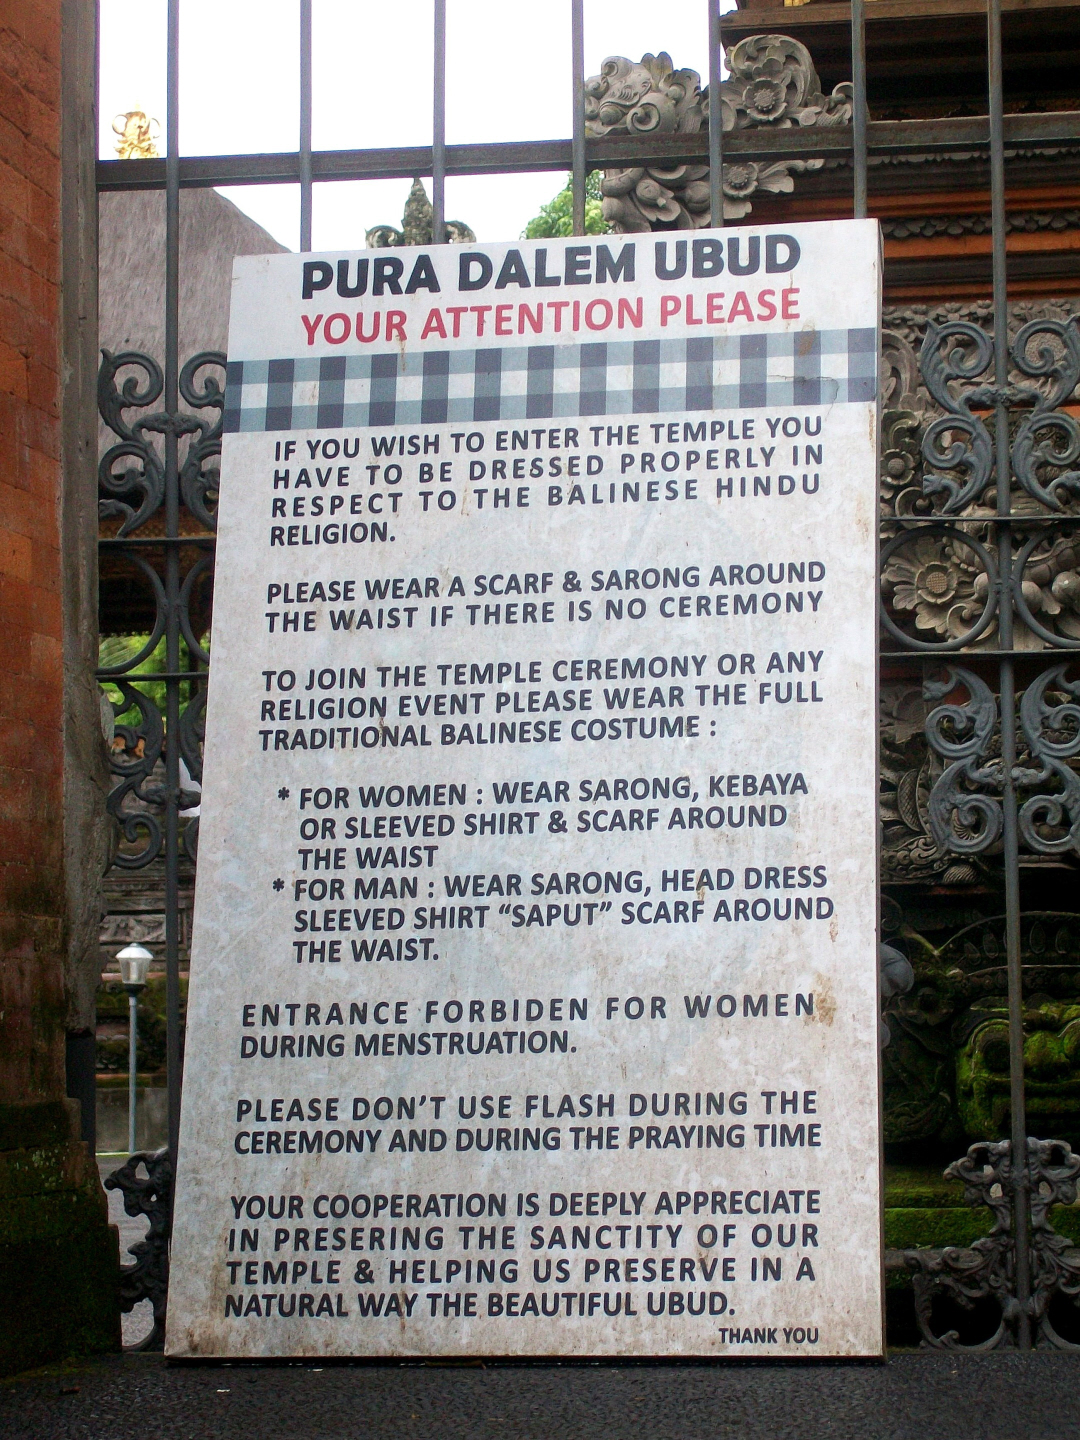 PURA DALEM UBUD
YOUR ATTENTION PLEASE
IF YOU WISH TO ENTER THE TEMPLE YOU
HAVE TO BE DRESSED PROPERLY IN
RESPECT TO THE BALINESE HINDU
RELIGION.
PLEASE WEAR A SCARF & SARONG AROUND
THE WAIST IF THERE IS NO CEREMONY
TO JOIN THE TEMPLE CEREMONY OR ANY
RELIGION EVENT PLEASE WEAR THE FULL
TRADITIONAL BALINESE COSTUME :
* FOR WOMEN : WEAR SARONG, KEBAYA
OR SLEEVED SHIRT & SCARF AROUND
THE WAIST
* FOR MAN : WEAR SARONG, HEAD DRESS
SLEEVED SHIRT “SAPUT” SCARF AROUND
THE WAIST.
ENTRANCE FORBIDEN FOR WOMEN
DURING MENSTRUATION.
PLEASE DON’T USE FLASH DURING THE
CEREMONY AND DURING THE PRAYING TIME
YOUR COOPERATION IS DEEPLY APPRECIATE
IN PRESERING THE SANCTITY OF OUR
TEMPLE & HELPING US PRESERVE IN A
NATURAL WAY THE BEAUTIFUL UBUD.
THANK YOU